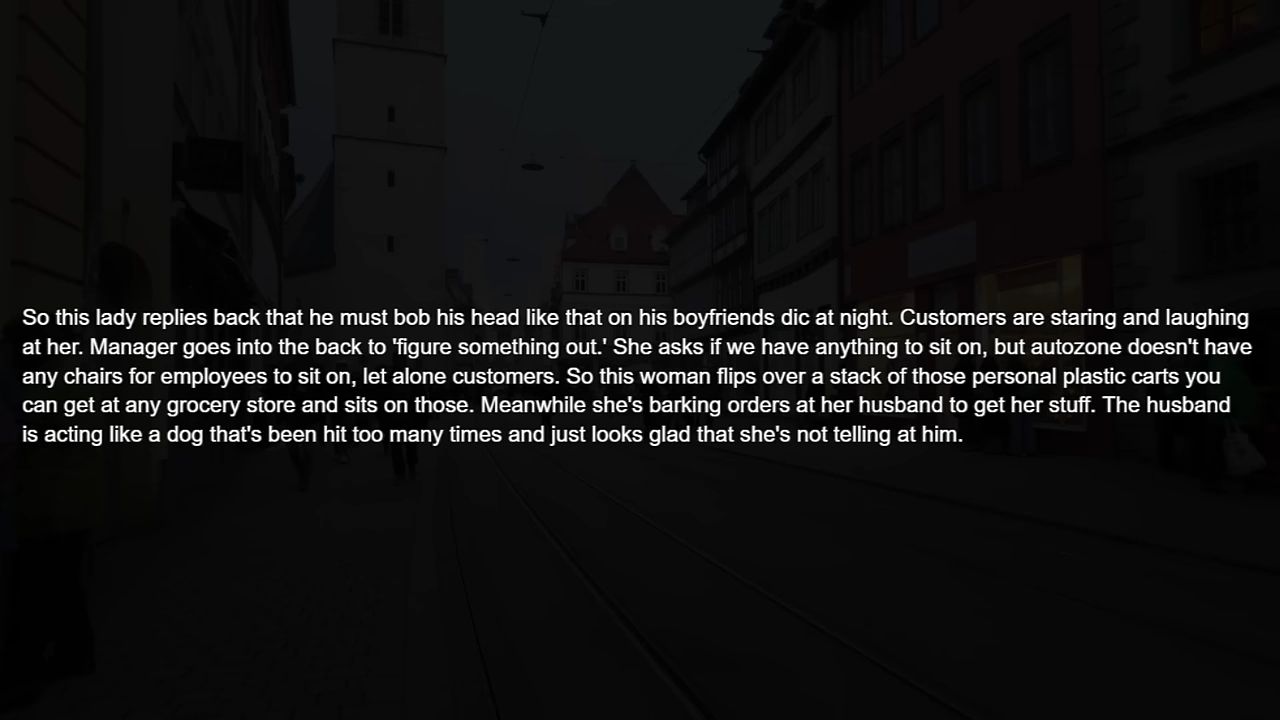 So this lady replies back that he must bob his head like that on his boyfriends dic at night. Customers are staring and laughing
at her. Manager goes into the back to 'figure something out.' She asks if we have anything to sit on, but autozone doesn't have
any chairs for employees to sit on, let alone customers. So this woman flips over a stack of those personal plastic carts you
can get at any grocery store and sits on those. Meanwhile she's barking orders at her husband to get her stuff. The husband
is acting like a dog that's been hit too many times and just looks glad that she's not telling at him.